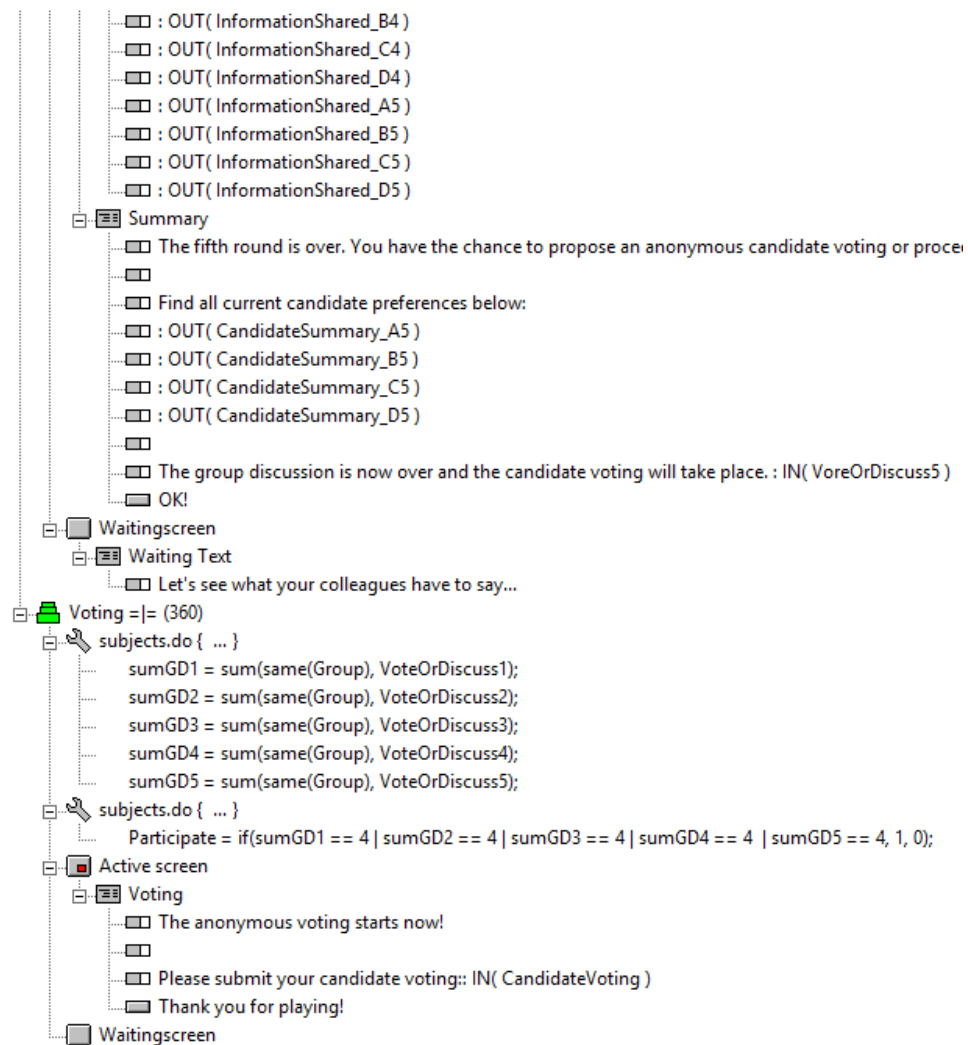 : OUT( InformationShared_B4 )
: OUT( InformationShared_C4 )
: OUT( InformationShared_D4 )
: OUT( InformationShared_A5 )
: OUT( InformationShared_B5 )
: OUT( InformationShared_C5 )
: OUT( InformationShared_D5 )
Summary
The fifth round is over. You have the chance to propose an anonymous candidate voting or proce
Find all current candidate preferences below:
: OUT( CandidateSummary_A5 )
: OUT( CandidateSummary_B5 )
: OUT( CandidateSummary_C5 )
: OUT( CandidateSummary_D5 )
The group discussion is now over and the candidate voting will take place. : IN( VoreOrDiscuss5 )
OK!
Waitingscreen
Waiting Text
Let's see what your colleagues have to say...
Voting =|= (360)
subjects.do { ... }
sumGD1 = sum(same(Group), VoteOrDiscuss1);
sumGD2 = sum(same(Group), VoteOrDiscuss2);
sumGD3 = sum(same(Group), VoteOrDiscuss3);
sumGD4 = sum(same(Group), VoteOrDiscuss4);
sumGD5 = sum(same(Group), VoteOrDiscuss5);
subjects.do { ... }
Participate = if(sumGD1 == 4 | sumGD2 == 4 | sumGD3 == 4 | sumGD4 == 4 | sumGD5 == 4, 1, 0);
Active screen
Voting
The anonymous voting starts now!
Please submit your candidate voting:: IN( CandidateVoting )
Thank you for playing!
Waitingscreen